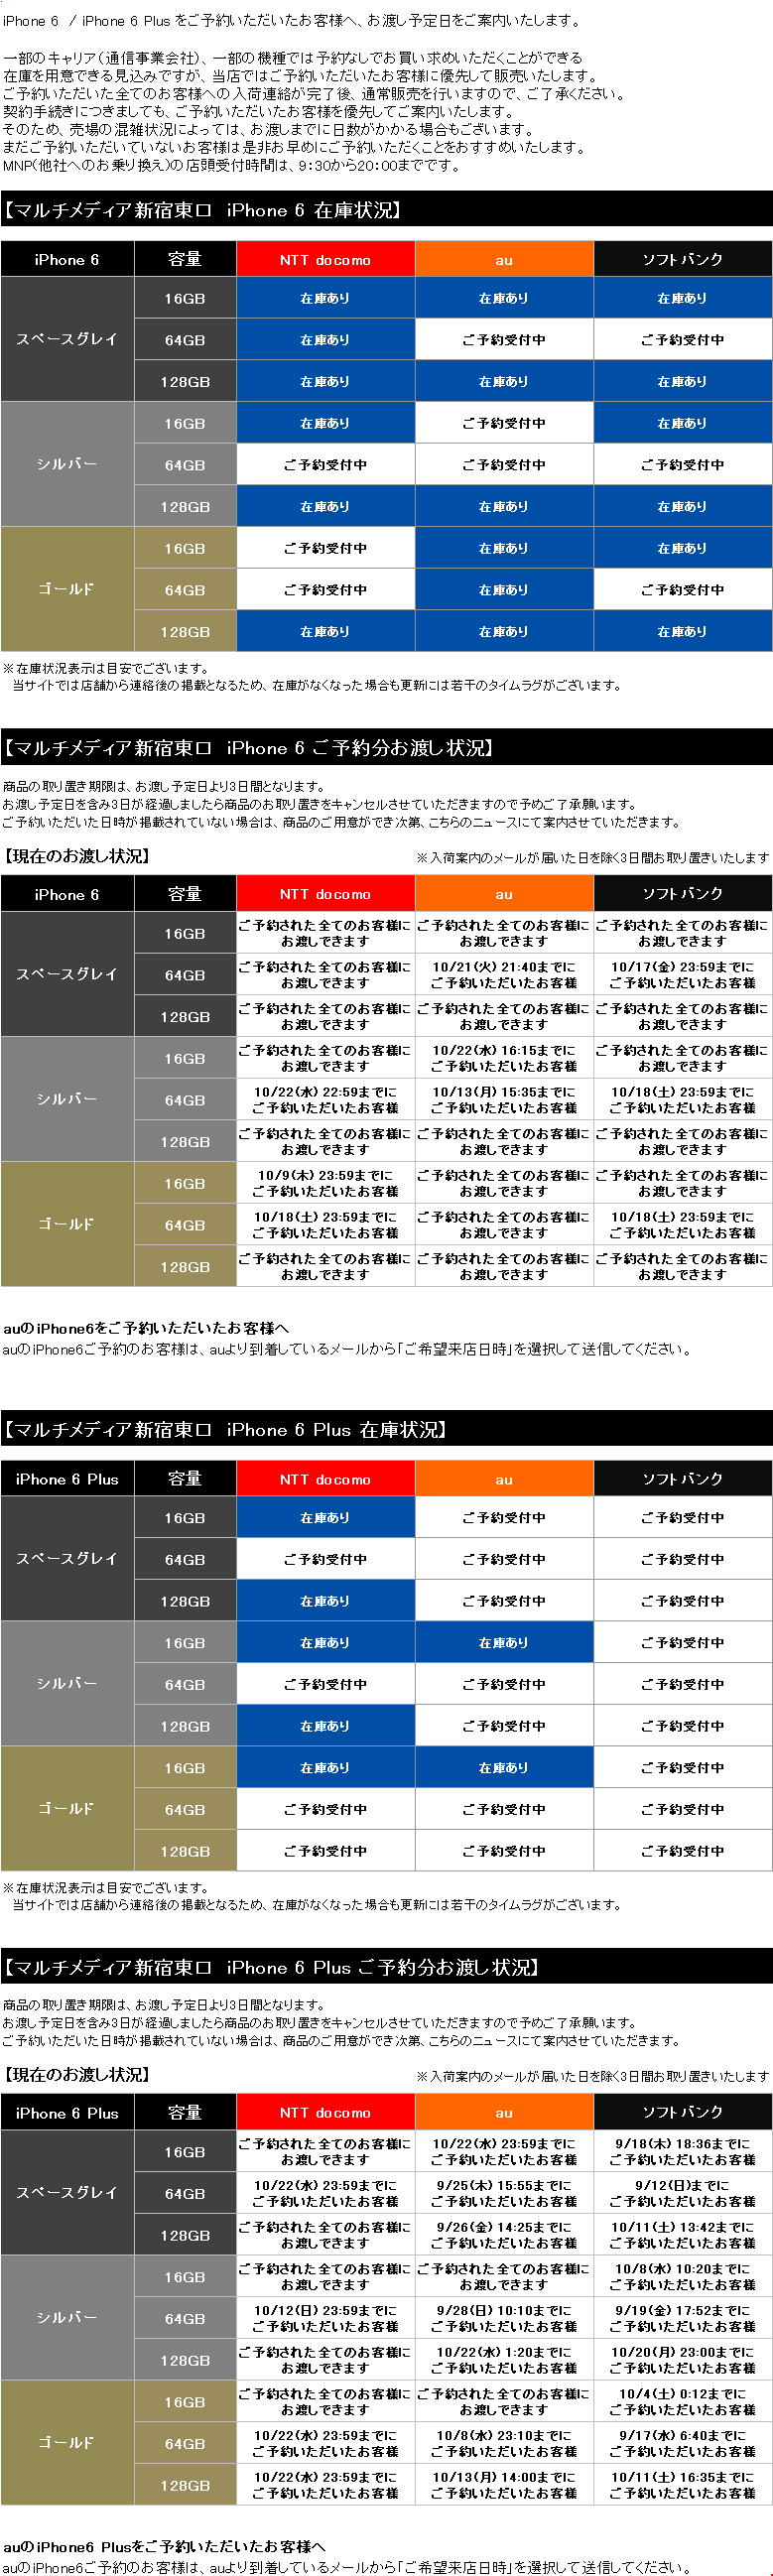 iPhone 6 / iPhone 6 Plus をご予約いただいたお客様へ、お渡し予定日をご案内いたします。
一部のキャリア(通信事業会社)、一部の機種では予約なしでお買い求めいただくことができる
在庫を用意できる見込みですが、当店ではご予約いただいたお客様に優先して販売いたします。
ご予約いただいた全てのお客様への入荷連絡が完了後、通常販売を行いますので、ご了承ください。
契約手続きにつきましても、ご予約いただいたお客様を優先してご案内いたします。
そのため、売場の混雑状況によっては、お渡しまでに日数がかかる場合もございます。
まだご予約いただいていないお客様は是非お早めにご予約いただくことをおすすめいたします。
MNP(他社へのお乗り換え)の店頭受付時間は、9:30から20:00までです。
【マルチメディア新宿東口 iPhone 6 在庫状況】
iPhone 6 容量 NTT docomo au ソフトバンク
スペースグレイ
16GB 在庫あり 在庫あり 在庫あり
64GB 在庫あり ご予約受付中 ご予約受付中
128GB 在庫あり 在庫あり 在庫あり
シルバー
16GB 在庫あり ご予約受付中 在庫あり
64GB ご予約受付中 ご予約受付中 ご予約受付中
128GB 在庫あり 在庫あり 在庫あり
ゴールド
16GB ご予約受付中 在庫あり 在庫あり
64GB ご予約受付中 在庫あり ご予約受付中
128GB 在庫あり 在庫あり 在庫あり
※在庫状況表示は目安でございます。
当サイトでは店舗から連絡後の掲載となるため、在庫がなくなった場合も更新には若干のタイムラグがございます。
【マルチメディア新宿東口 iPhone 6 ご予約分お渡し状況】
商品の取り置き期限は、お渡し予定日より3日間となります。
お渡し予定日を含み3日が経過しましたら商品のお取り置きをキャンセルさせていただきますので予めご了承願います。
ご予約いただいた日時が掲載されていない場合は、商品のご用意ができ次第、こちらのニュースにて案内させていただきます。
【現在のお渡し状況】 ※入荷案内のメールが届いた日を除く3日間お取り置きいたします
iPhone 6 容量 NTT docomo au ソフトバンク
スペースグレイ
16GB ご予約された全てのお客様に ご予約された全てのお客様に ご予約された全てのお客様に
お渡しできます お渡しできます お渡しできます
64GB ご予約された全てのお客様に 10/21(火) 21:40までに 10/17(金) 23:59までに
お渡しできます ご予約いただいたお客様 ご予約いただいたお客様
128GB ご予約された全てのお客様に ご予約された全てのお客様に ご予約された全てのお客様に
お渡しできます お渡しできます お渡しできます
シルバー
16GB ご予約された全てのお客様に 10/22(水) 16:15までに ご予約された全てのお客様に
お渡しできます ご予約いただいたお客様 お渡しできます
64GB 10/22(水) 22:59までに 10/13(月) 15:35までに 10/18(土) 23:59までに
ご予約いただいたお客様 ご予約いただいたお客様 ご予約いただいたお客様
128GB ご予約された全てのお客様に ご予約された全てのお客様に ご予約された全てのお客様に
お渡しできます お渡しできます お渡しできます
ゴールド
16GB 10/9(木) 23:59までに ご予約された全てのお客様に ご予約された全てのお客様に
ご予約いただいたお客様 お渡しできます お渡しできます
64GB 10/18(土) 23:59までに ご予約された全てのお客様に 10/18(土) 23:59までに
ご予約いただいたお客様 お渡しできます ご予約いただいたお客様
128GB ご予約された全てのお客様に ご予約された全てのお客様に ご予約された全てのお客様に
お渡しできます お渡しできます お渡しできます
auのiPhone6をご予約いただいたお客様へ
auのiPhone6ご予約のお客様は、auより到着しているメールから「ご希望来店日時」を選択して送信してください。
【マルチメディア新宿東口 iPhone 6 Plus 在庫状況】
iPhone 6 Plus 容量 NTT docomo au ソフトバンク
スペースグレイ
16GB 在庫あり ご予約受付中 ご予約受付中
64GB ご予約受付中 ご予約受付中 ご予約受付中
128GB 在庫あり ご予約受付中 ご予約受付中
シルバー
16GB 在庫あり 在庫あり ご予約受付中
64GB ご予約受付中 ご予約受付中 ご予約受付中
128GB 在庫あり ご予約受付中 ご予約受付中
ゴールド
16GB 在庫あり 在庫あり ご予約受付中
64GB ご予約受付中 ご予約受付中 ご予約受付中
128GB ご予約受付中 ご予約受付中 ご予約受付中
※在庫状況表示は目安でございます。
当サイトでは店舗から連絡後の掲載となるため、在庫がなくなった場合も更新には若干のタイムラグがございます。
【マルチメディア新宿東口 iPhone 6 Plus ご予約分お渡し状況】
商品の取り置き期限は、お渡し予定日より3日間となります。
お渡し予定日を含み3日が経過しましたら商品のお取り置きをキャンセルさせていただきますので予めご了承願います。
ご予約いただいた日時が掲載されていない場合は、商品のご用意ができ次第、こちらのニュースにて案内させていただきます。
【現在のお渡し状況】 ※入荷案内のメールが届いた日を除く3日間お取り置きいたします
iPhone 6 Plus 容量 NTT docomo au ソフトバンク
スペースグレイ
16GB ご予約された全てのお客様に 10/22(水) 23:59までに 9/18(木) 18:36までに
お渡しできます ご予約いただいたお客様 ご予約いただいたお客様
64GB 10/22(水) 23:59までに 9/25(木) 15:55までに 9/12(日)までに
ご予約いただいたお客様 ご予約いただいたお客様 ご予約いただいたお客様
128GB ご予約された全てのお客様に 9/26(金) 14:25までに 10/11(土) 13:42までに
お渡しできます ご予約いただいたお客様 ご予約いただいたお客様
シルバー
16GB ご予約された全てのお客様に ご予約された全てのお客様に 10/8(水) 10:20までに
お渡しできます お渡しできます ご予約いただいたお客様
64GB 10/12(日) 23:59までに 9/28(日) 10:10までに 9/19(金) 17:52までに
ご予約いただいたお客様 ご予約いただいたお客様 ご予約いただいたお客様
128GB ご予約された全てのお客様に 10/22(水) 1:20までに 10/20(月) 23:00までに
お渡しできます ご予約いただいたお客様 ご予約いただいたお客様
ゴールド
16GB ご予約された全てのお客様に ご予約された全てのお客様に 10/4(土) 0:12までに
お渡しできます お渡しできます ご予約いただいたお客様
64GB 10/22(水) 23:59までに 10/8(水) 23:10までに 9/17(水) 6:40までに
ご予約いただいたお客様 ご予約いただいたお客様 ご予約いただいたお客様
128GB 10/22(水) 23:59までに 10/13(月) 14:00までに 10/11(土) 16:35までに
ご予約いただいたお客様 ご予約いただいたお客様 ご予約いただいたお客様
auのiPhone6 Plusをご予約いただいたお客様へ
auのiPhone6ご予約のお客様は、auより到着しているメールから「ご希望来店日時」を選択して送信してください。